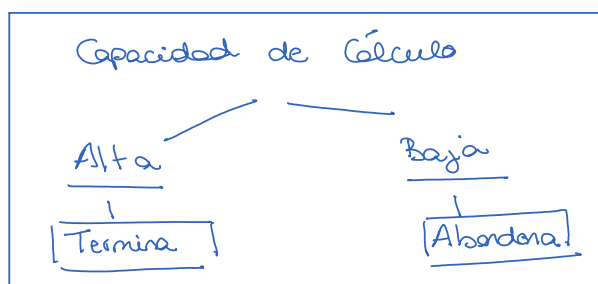 Capacidad de Cálculo
Alta
Baja
Termina
Abandona